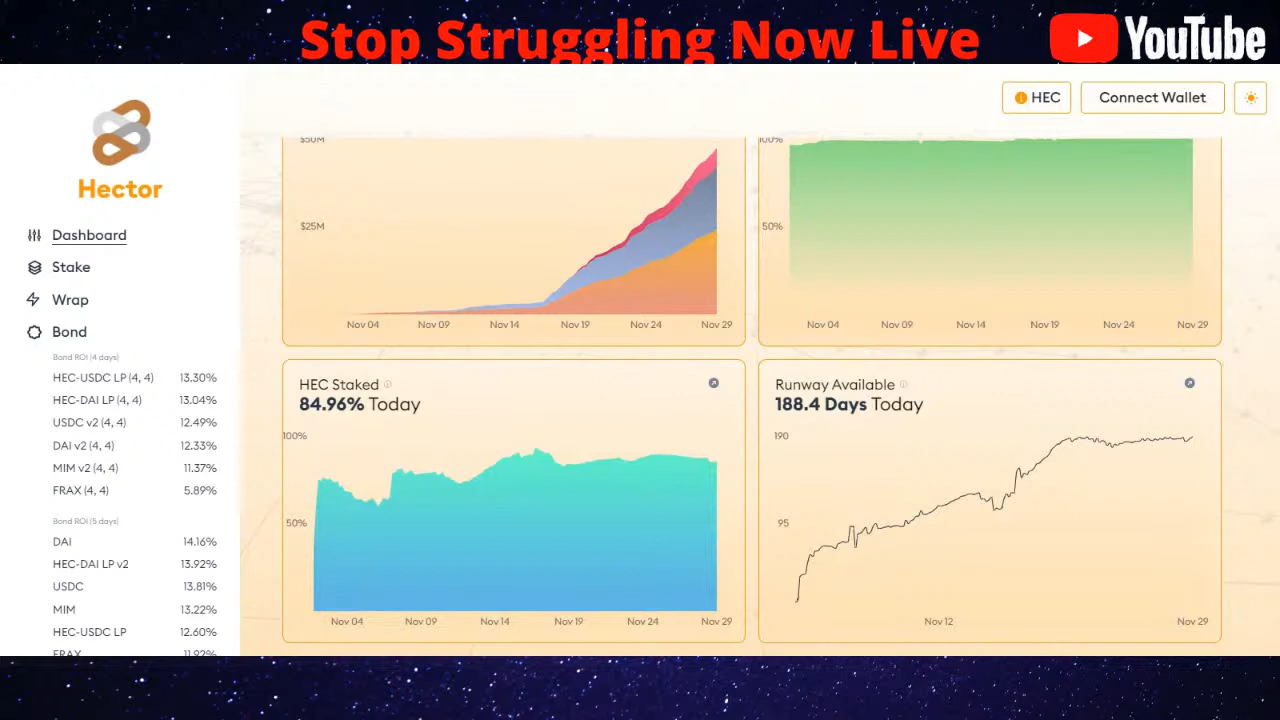 Stop Struggling Now Live
YouTube
HEC
Connect Wallet
Hector
Dashboard
Stake
Wrap
Bond
Bond ROI (4 days)
HEC-USDC LP (4, 4) 13.30%
HEC-DAI LP (4, 4) 13.04%
USDC v2 (4, 4) 12.49%
DAI v2 (4, 4) 12.33%
MIM v2 (4, 4) 11.37%
FRAX (4, 4) 5.89%
Bond ROI (5 days)
DAI 14.16%
HEC-DAI LP v2 13.92%
USDC 13.81%
MIM 13.22%
HEC-USDC LP 12.60%
FRAX 11.92%
$50M
$25M
Nov 04 Nov 09 Nov 14 Nov 19 Nov 24 Nov 29
100%
50%
Nov 04 Nov 09 Nov 14 Nov 19 Nov 24 Nov 29
HEC Staked
84.96% Today
100%
50%
Nov 04 Nov 09 Nov 14 Nov 19 Nov 24 Nov 29
Runway Available
188.4 Days Today
190
95
Nov 12 Nov 29